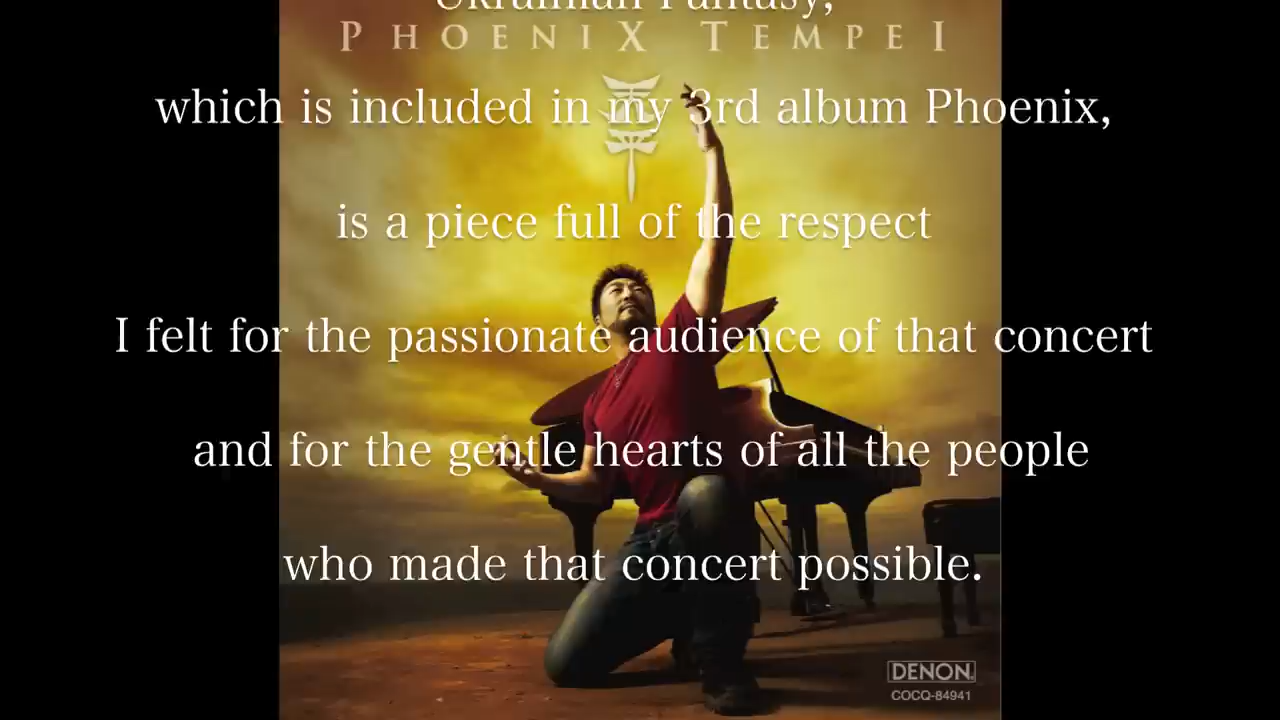 Ukrainian Fantasy,
PHOENIX TEMPEI
which is included in my 3rd album Phoenix,
is a piece full of the respect
I felt for the passionate audience of that concert
and for the gentle hearts of all the people
who made that concert possible.
DENON
COCQ-84941